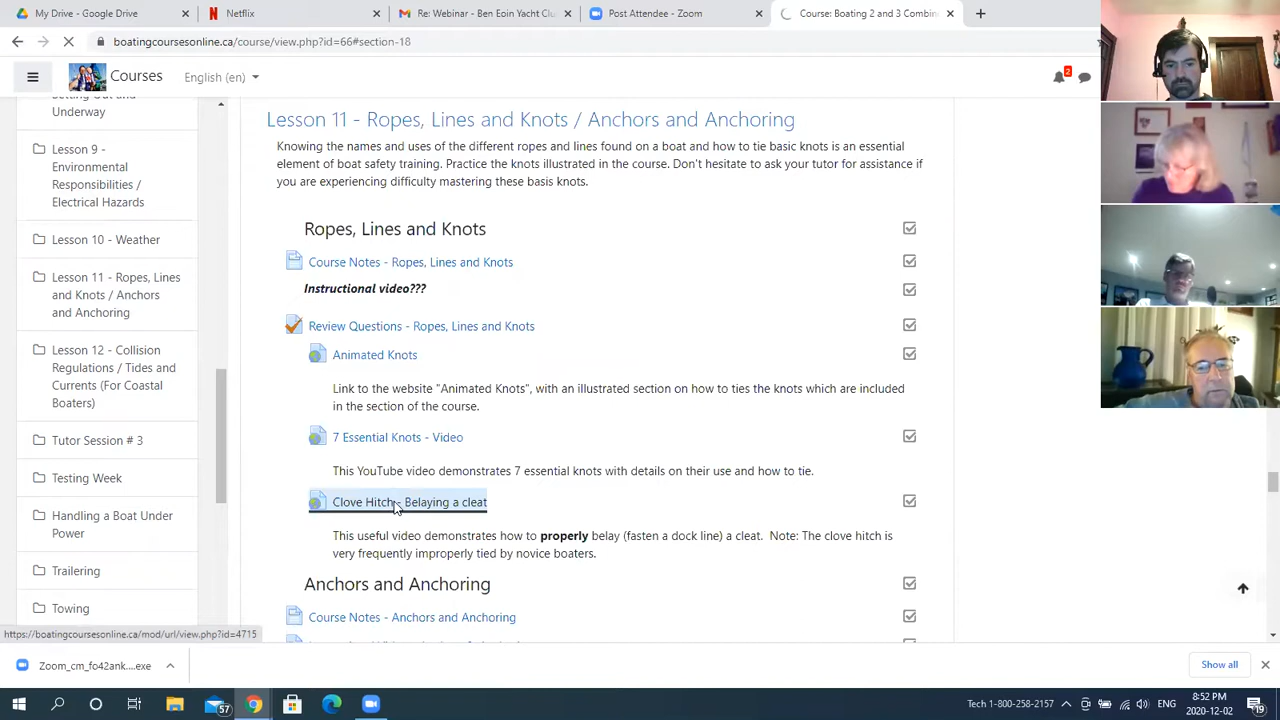 My Drive - Google Drive
Netflix
Re: Webinar - Ben Eoin Yacht Clu
Post Attendee - Zoom
Course: Boating 2 and 3 Combin
boatingcoursesonline.ca/course/view.php?id=66#section-18
Courses
English (en)
2
Underway
Lesson 9 -
Environmental
Responsibilities /
Electrical Hazards
Lesson 10 - Weather
Lesson 11 - Ropes, Lines
and Knots / Anchors
and Anchoring
Lesson 12 - Collision
Regulations / Tides and
Currents (For Coastal
Boaters)
Tutor Session # 3
Testing Week
Handling a Boat Under
Power
Trailering
Towing
Lesson 11 - Ropes, Lines and Knots / Anchors and Anchoring
Knowing the names and uses of the different ropes and lines found on a boat and how to tie basic knots is an essential
element of boat safety training. Practice the knots illustrated in the course. Don't hesitate to ask your tutor for assistance if
you are experiencing difficulty mastering these basis knots.
Ropes, Lines and Knots
Course Notes - Ropes, Lines and Knots
Instructional video???
Review Questions - Ropes, Lines and Knots
Animated Knots
Link to the website "Animated Knots", with an illustrated section on how to ties the knots which are included
in the section of the course.
7 Essential Knots - Video
This YouTube video demonstrates 7 essential knots with details on their use and how to tie.
Clove Hitch - Belaying a cleat
This useful video demonstrates how to properly belay (fasten a dock line) a cleat. Note: The clove hitch is
very frequently improperly tied by novice boaters.
Anchors and Anchoring
Course Notes - Anchors and Anchoring
https://boatingcoursesonline.ca/mod/url/view.php?id=4715
Zoom_cm_fo42ank....exe
Show all
57
Tech 1-800-258-2157
ENG
8:52 PM
2020-12-02
19